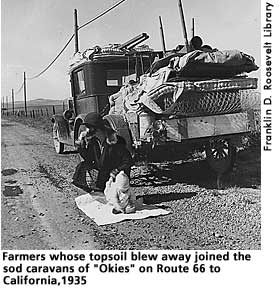 Franklin D. Roosevelt Library
Farmers whose topsoil blew away joined the
sod caravans of "Okies" on Route 66 to
California,1935